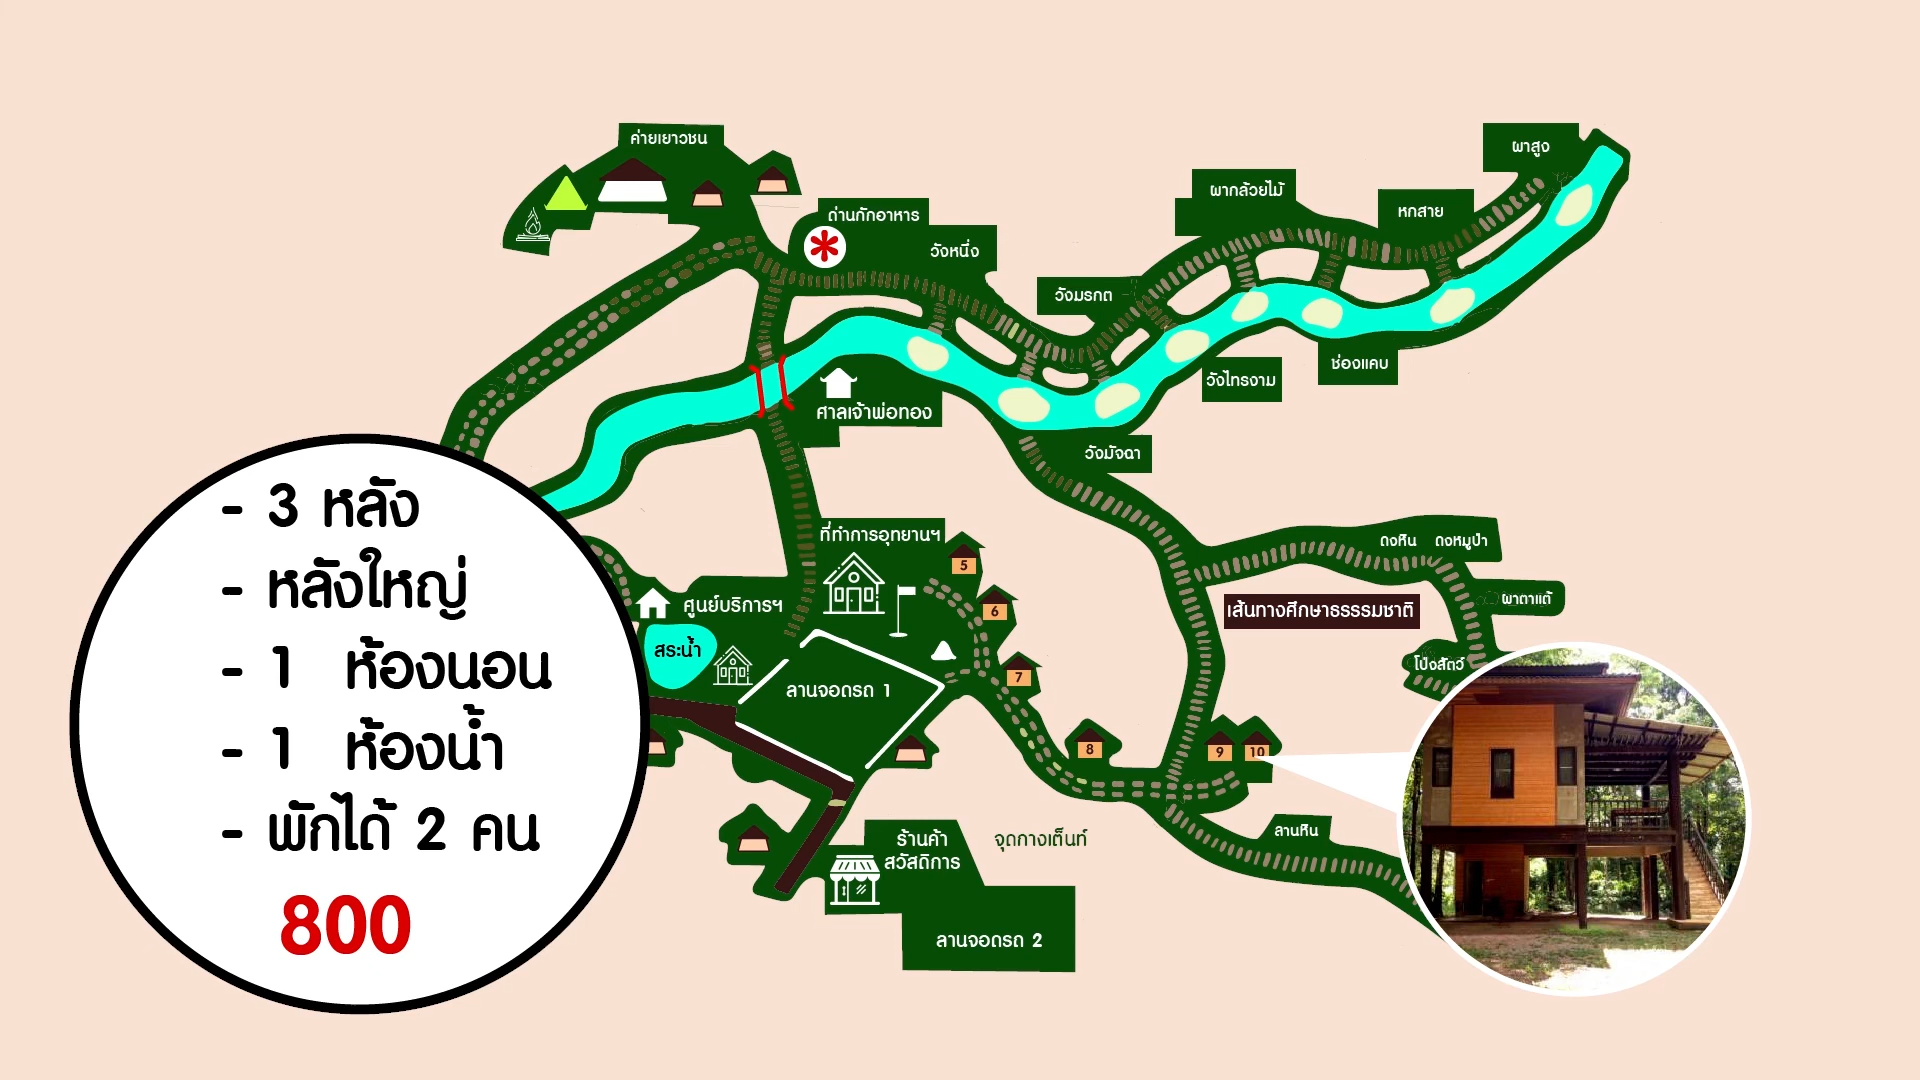 ค่ายเยาวชน
ผาสูง
ผากล้วยไม้
หกสาย
ด่านกักอาหาร
วังหนึ่ง
วังมรกต
ช่องแคบ
วังไทรงาม
ศาลเจ้าพ่อทอง
วังมัจฉา
- 3 หลัง
- หลังใหญ่
- 1 ห้องนอน
- 1 ห้องน้ำ
- พักได้ 2 คน
800
ที่ทำการอุทยานฯ
ดงหิน ดงหมูป่า
5
6
ศูนย์บริการฯ
ผาตาแต้
เส้นทางศึกษาธรรรมชาติ
สระน้ำ
โป่งสัตว์
7
ลานจอดรถ 1
8
9
10
ลานหิน
ร้านค้า
สวัสดิการ
จุดกางเต็นท์
ลานจอดรถ 2